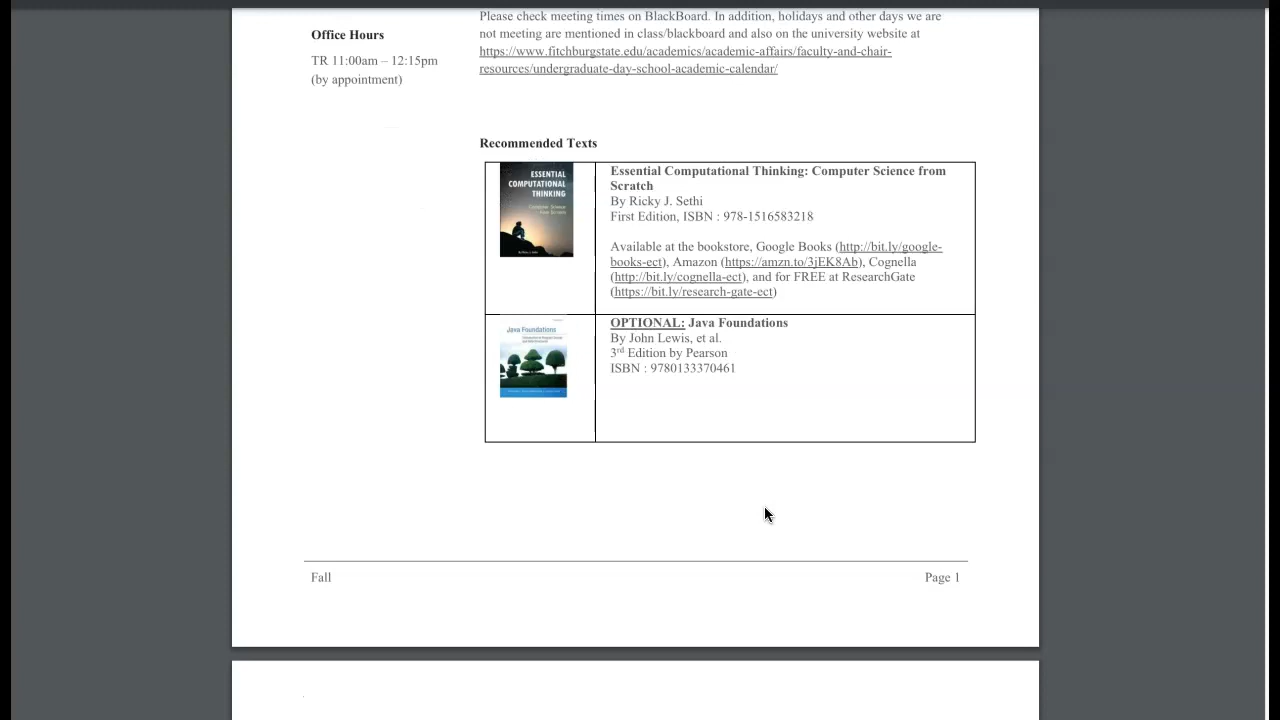 Office Hours
TR 11:00am – 12:15pm
(by appointment)
Please check meeting times on BlackBoard. In addition, holidays and other days we are
not meeting are mentioned in class/blackboard and also on the university website at
https://www.fitchburgstate.edu/academics/academic-affairs/faculty-and-chair-
resources/undergraduate-day-school-academic-calendar/
Recommended Texts
ESSENTIAL
COMPUTATIONAL
THINKING
Computer Science
from Scratch
Essential Computational Thinking: Computer Science from
Scratch
By Ricky J. Sethi
First Edition, ISBN : 978-1516583218
Available at the bookstore, Google Books (http://bit.ly/google-
books-ect), Amazon (https://amzn.to/3jEK8Ab), Cognella
(http://bit.ly/cognella-ect), and for FREE at ResearchGate
(https://bit.ly/research-gate-ect)
Java Foundations
OPTIONAL: Java Foundations
By John Lewis, et al.
3rd Edition by Pearson
ISBN : 9780133370461
Fall
Page 1